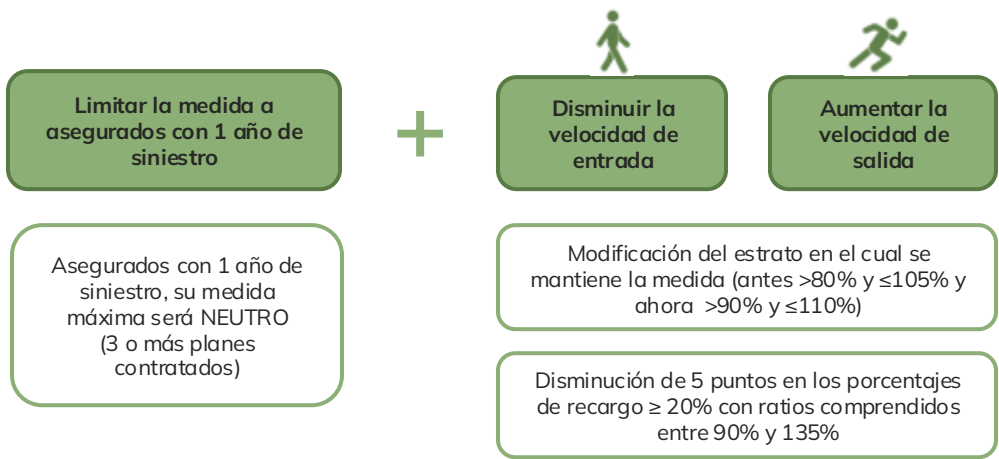 Limitar la medida a
asegurados con 1 año de
siniestro
+
Disminuir la
velocidad de
entrada
Aumentar la
velocidad de
salida
Asegurados con 1 año de
siniestro, su medida
máxima será NEUTRO
(3 o más planes
contratados)
Modificación del estrato en el cual se
mantiene la medida (antes >80% y ≤105% y
ahora  >90% y ≤110%)
Disminución de 5 puntos en los porcentajes
de recargo ≥ 20% con ratios comprendidos
entre 90% y 135%